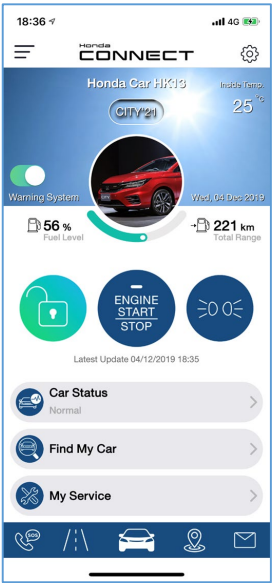 18:36
4G
Honda
CONNECT
Honda Car HK13
CITY'21
Inside Temp.
25 °C
Warning System
Wed, 04 Dec 2019
56 %
Fuel Level
221 km
Total Range
ENGINE
START
STOP
Latest Update 04/12/2019 18:35
Car Status
Normal
Find My Car
My Service
SOS